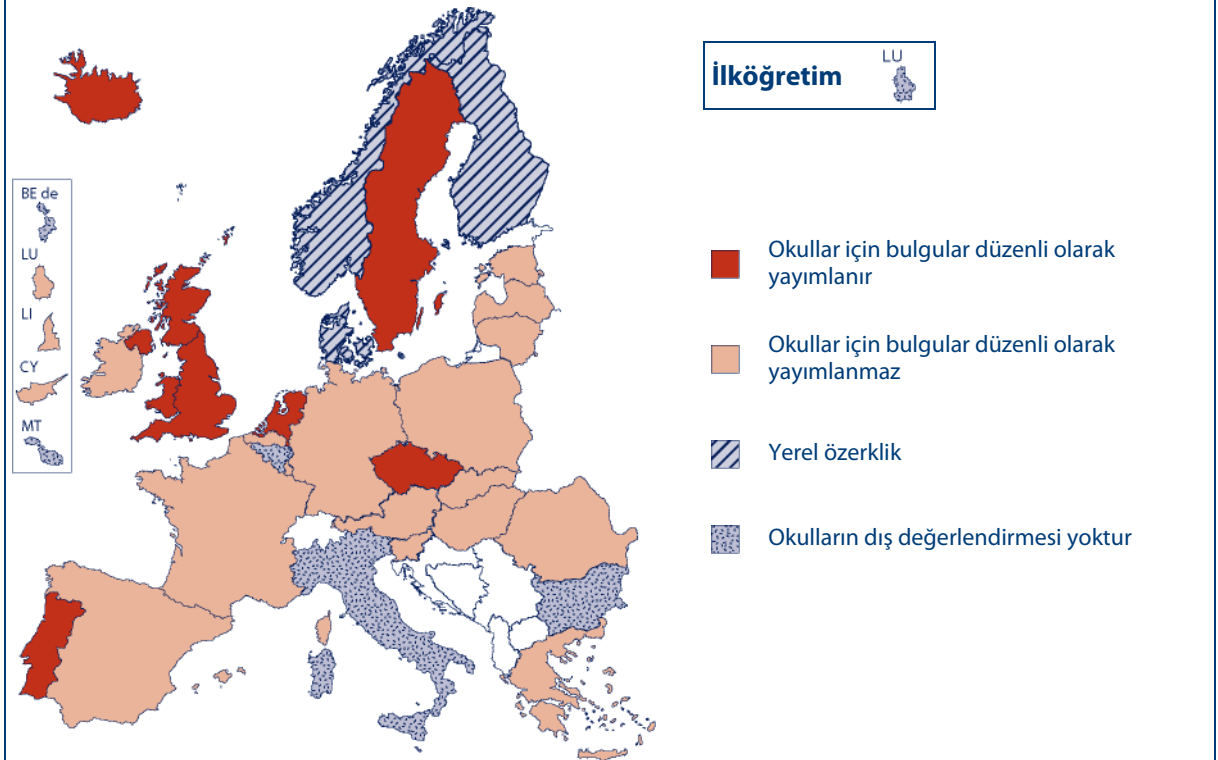 İlköğretim
LU
BE de
LU
LI
CY
MT
Okullar için bulgular düzenli olarak
yayımlanır
Okullar için bulgular düzenli olarak
yayımlanmaz
Yerel özerklik
Okulların dış değerlendirmesi yoktur